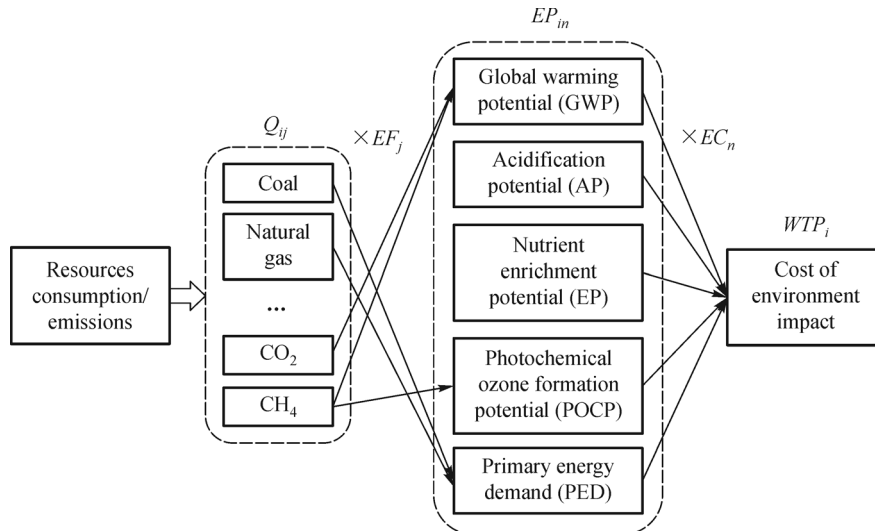 EP_in
Global warming
potential (GWP)
Q_ij
×EF_j
×EC_n
Acidification
potential (AP)
Coal
Natural
gas
Nutrient
enrichment
potential (EP)
WTP_i
Resources
consumption/
emissions
Cost of
environment
impact
...
CO₂
CH₄
Photochemical
ozone formation
potential (POCP)
Primary energy
demand (PED)